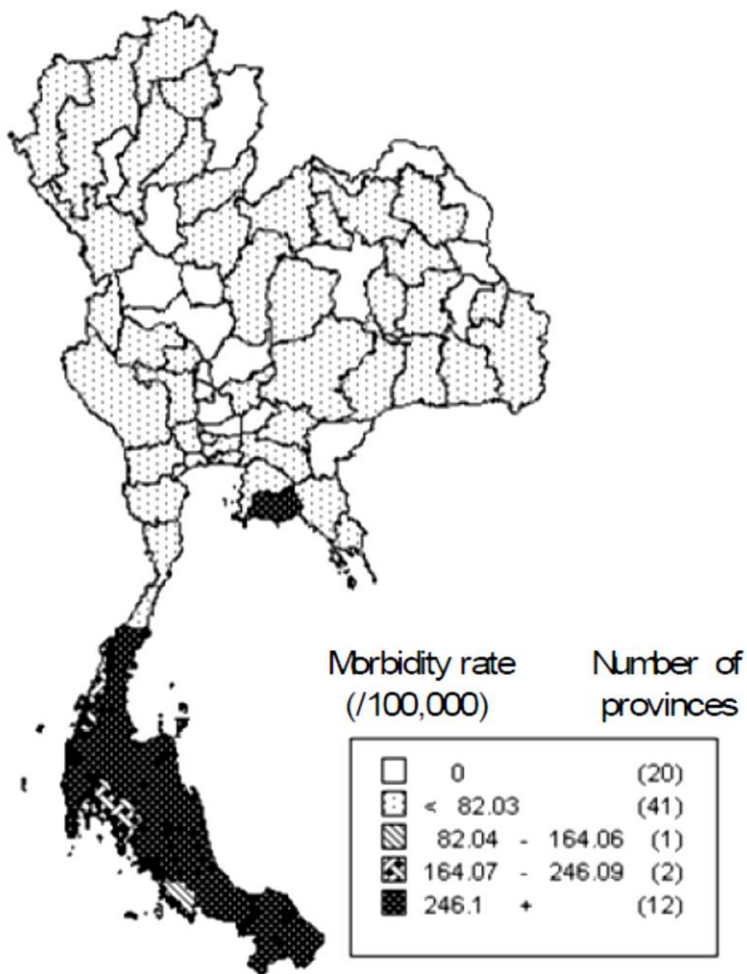 Morbidity rate Number of
(/100,000) provinces
0 (20)
< 82.03 (41)
82.04 - 164.06 (1)
164.07 - 246.09 (2)
246.1 + (12)